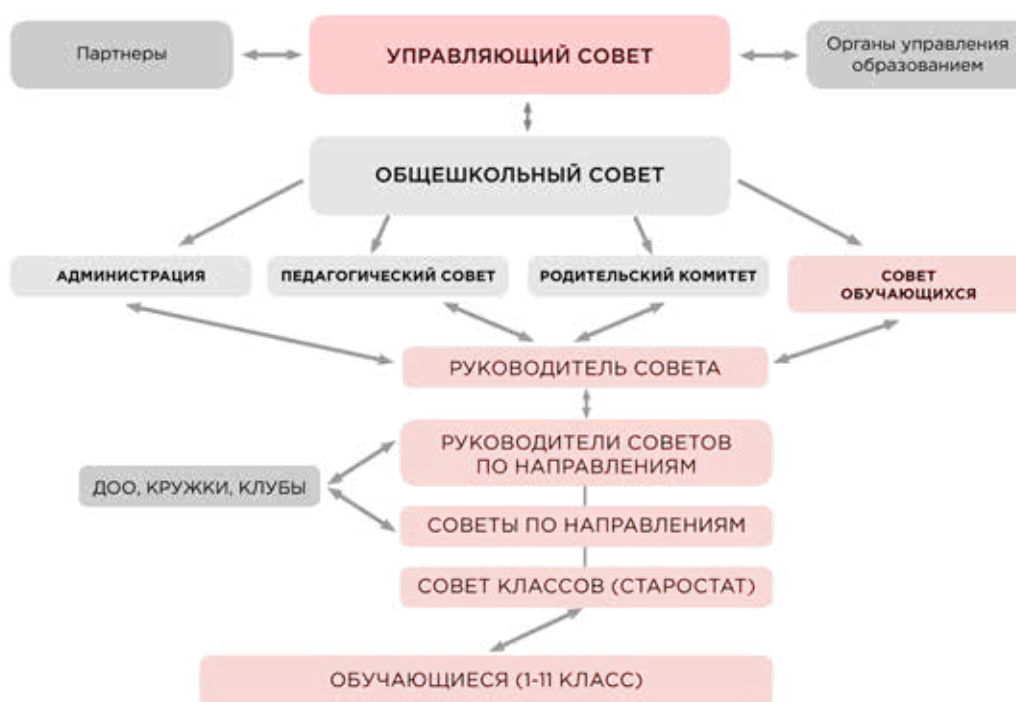 Партнеры
УПРАВЛЯЮЩИЙ СОВЕТ
Органы управления
образованием
ОБЩЕШКОЛЬНЫЙ СОВЕТ
АДМИНИСТРАЦИЯ
ПЕДАГОГИЧЕСКИЙ СОВЕТ
РОДИТЕЛЬСКИЙ КОМИТЕТ
СОВЕТ
ОБУЧАЮЩИХСЯ
РУКОВОДИТЕЛЬ СОВЕТА
РУКОВОДИТЕЛИ СОВЕТОВ
ПО НАПРАВЛЕНИЯМ
ДОО, КРУЖКИ, КЛУБЫ
СОВЕТЫ ПО НАПРАВЛЕНИЯМ
СОВЕТ КЛАССОВ (СТАРОСТАТ)
ОБУЧАЮЩИЕСЯ (1-11 КЛАСС)